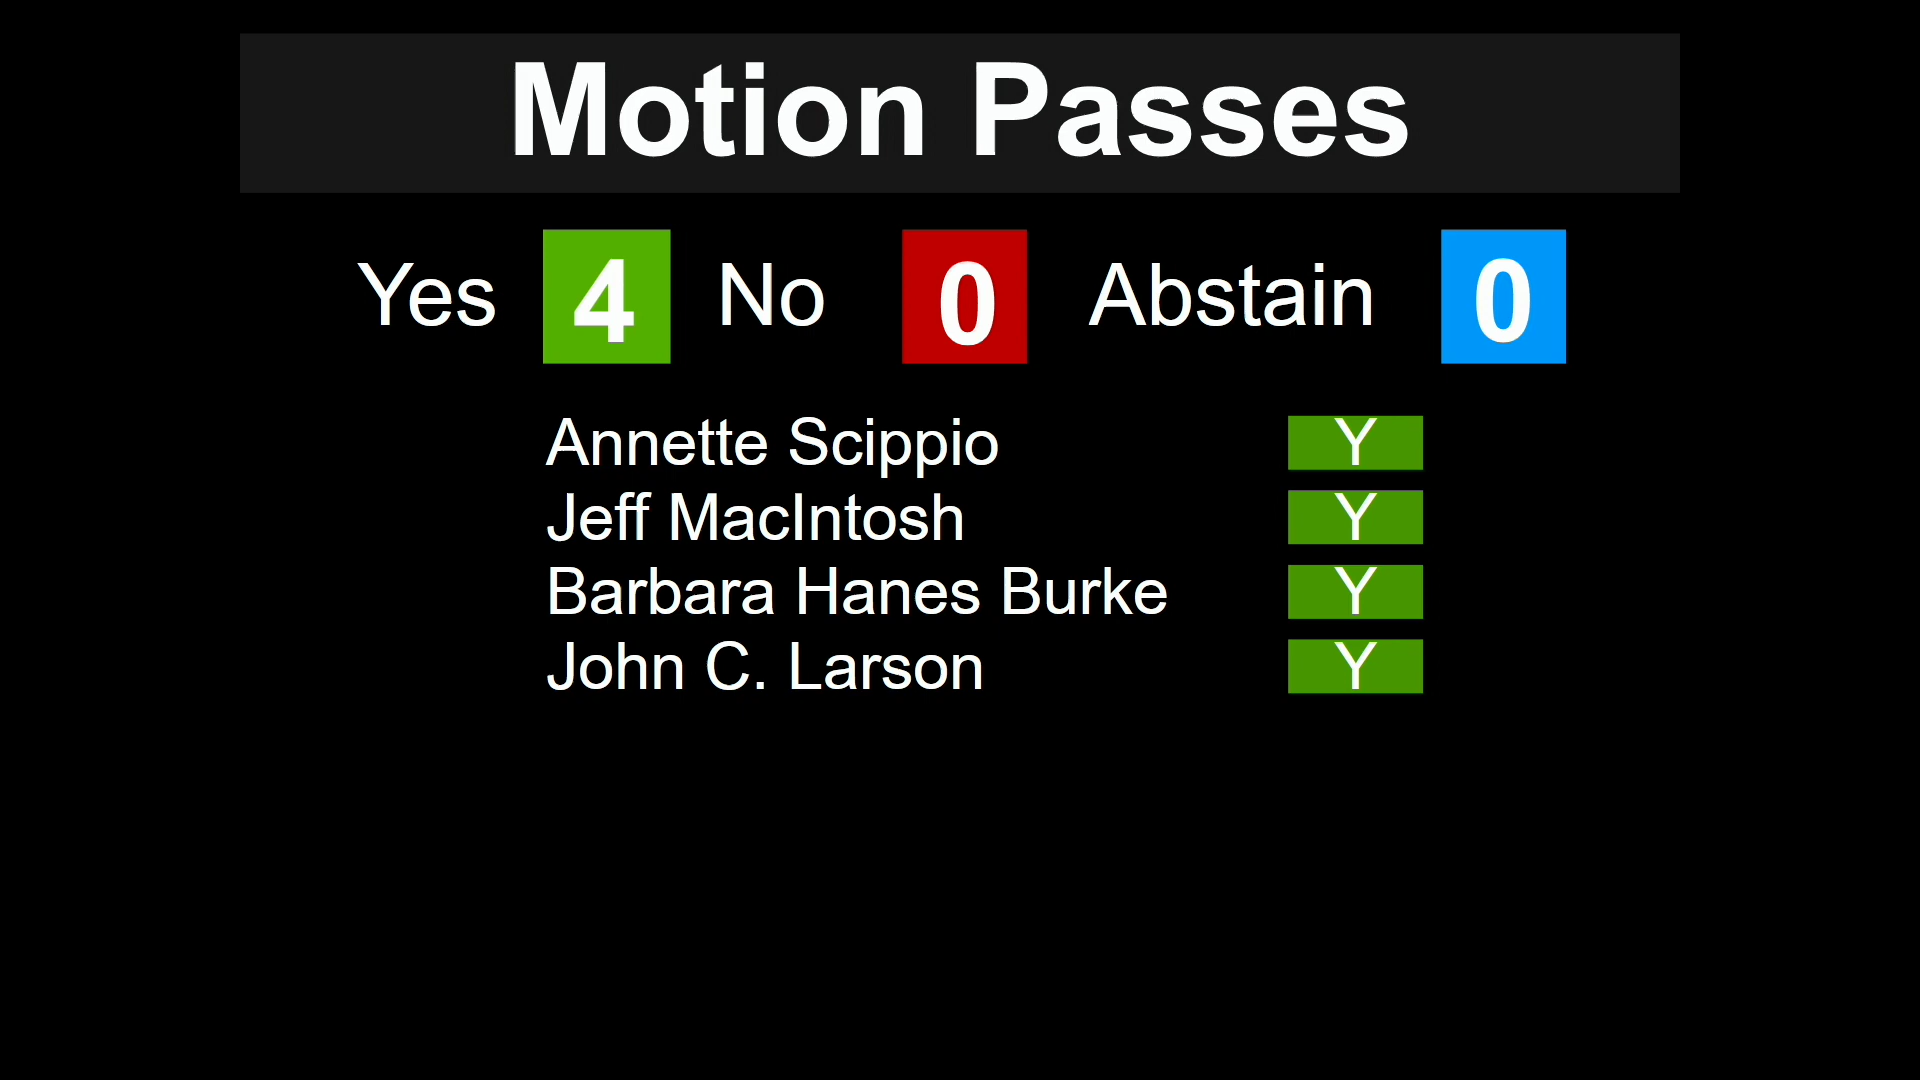 Motion Passes
Yes 4 No 0 Abstain 0
Annette Scippio Y
Jeff MacIntosh Y
Barbara Hanes Burke Y
John C. Larson Y